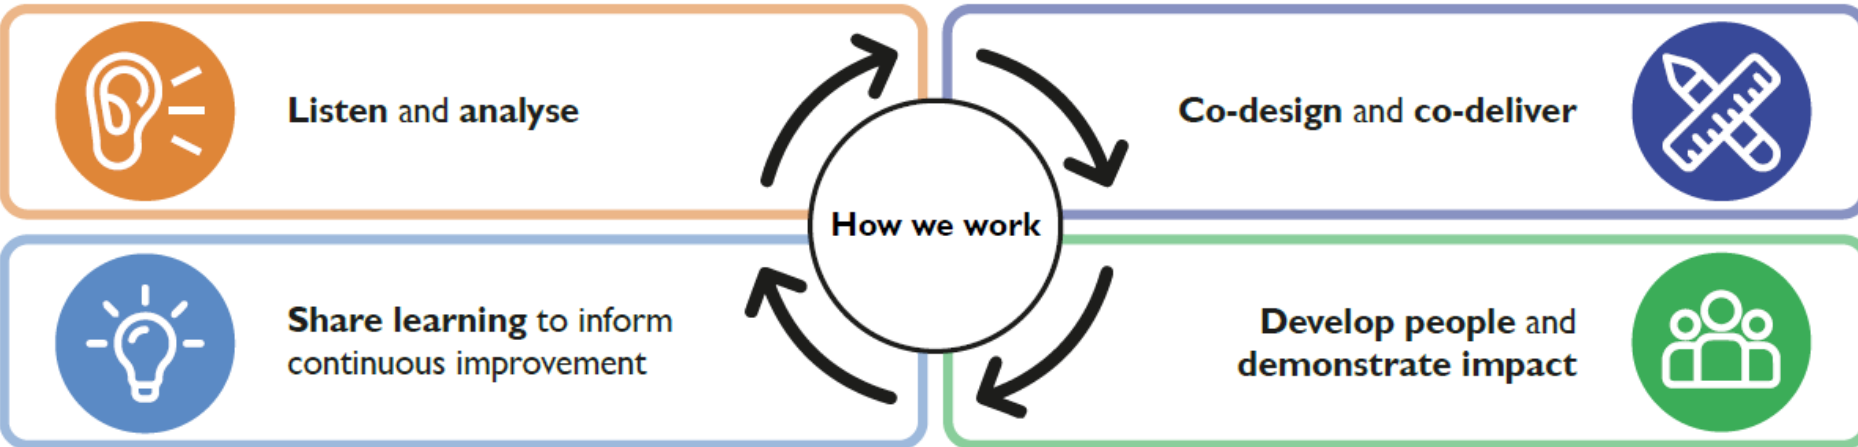 Listen and analyse
Co-design and co-deliver
How we work
Share learning to inform
continuous improvement
Develop people and
demonstrate impact